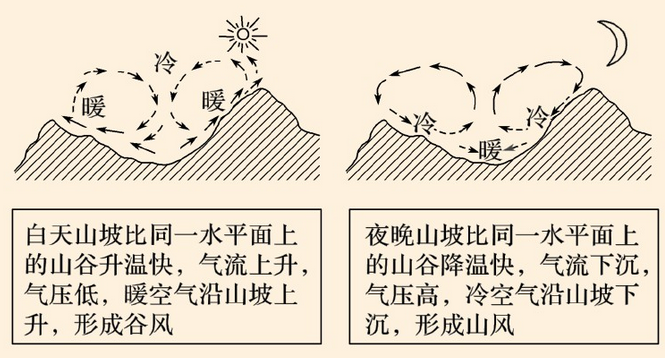 冷
暖
暖
冷
冷
暖
白天山坡比同一水平面上
的山谷升温快，气流上升，
气压低，暖空气沿山坡上
升，形成谷风
夜晚山坡比同一水平面上
的山谷降温快，气流下沉，
气压高，冷空气沿山坡下
沉，形成山风